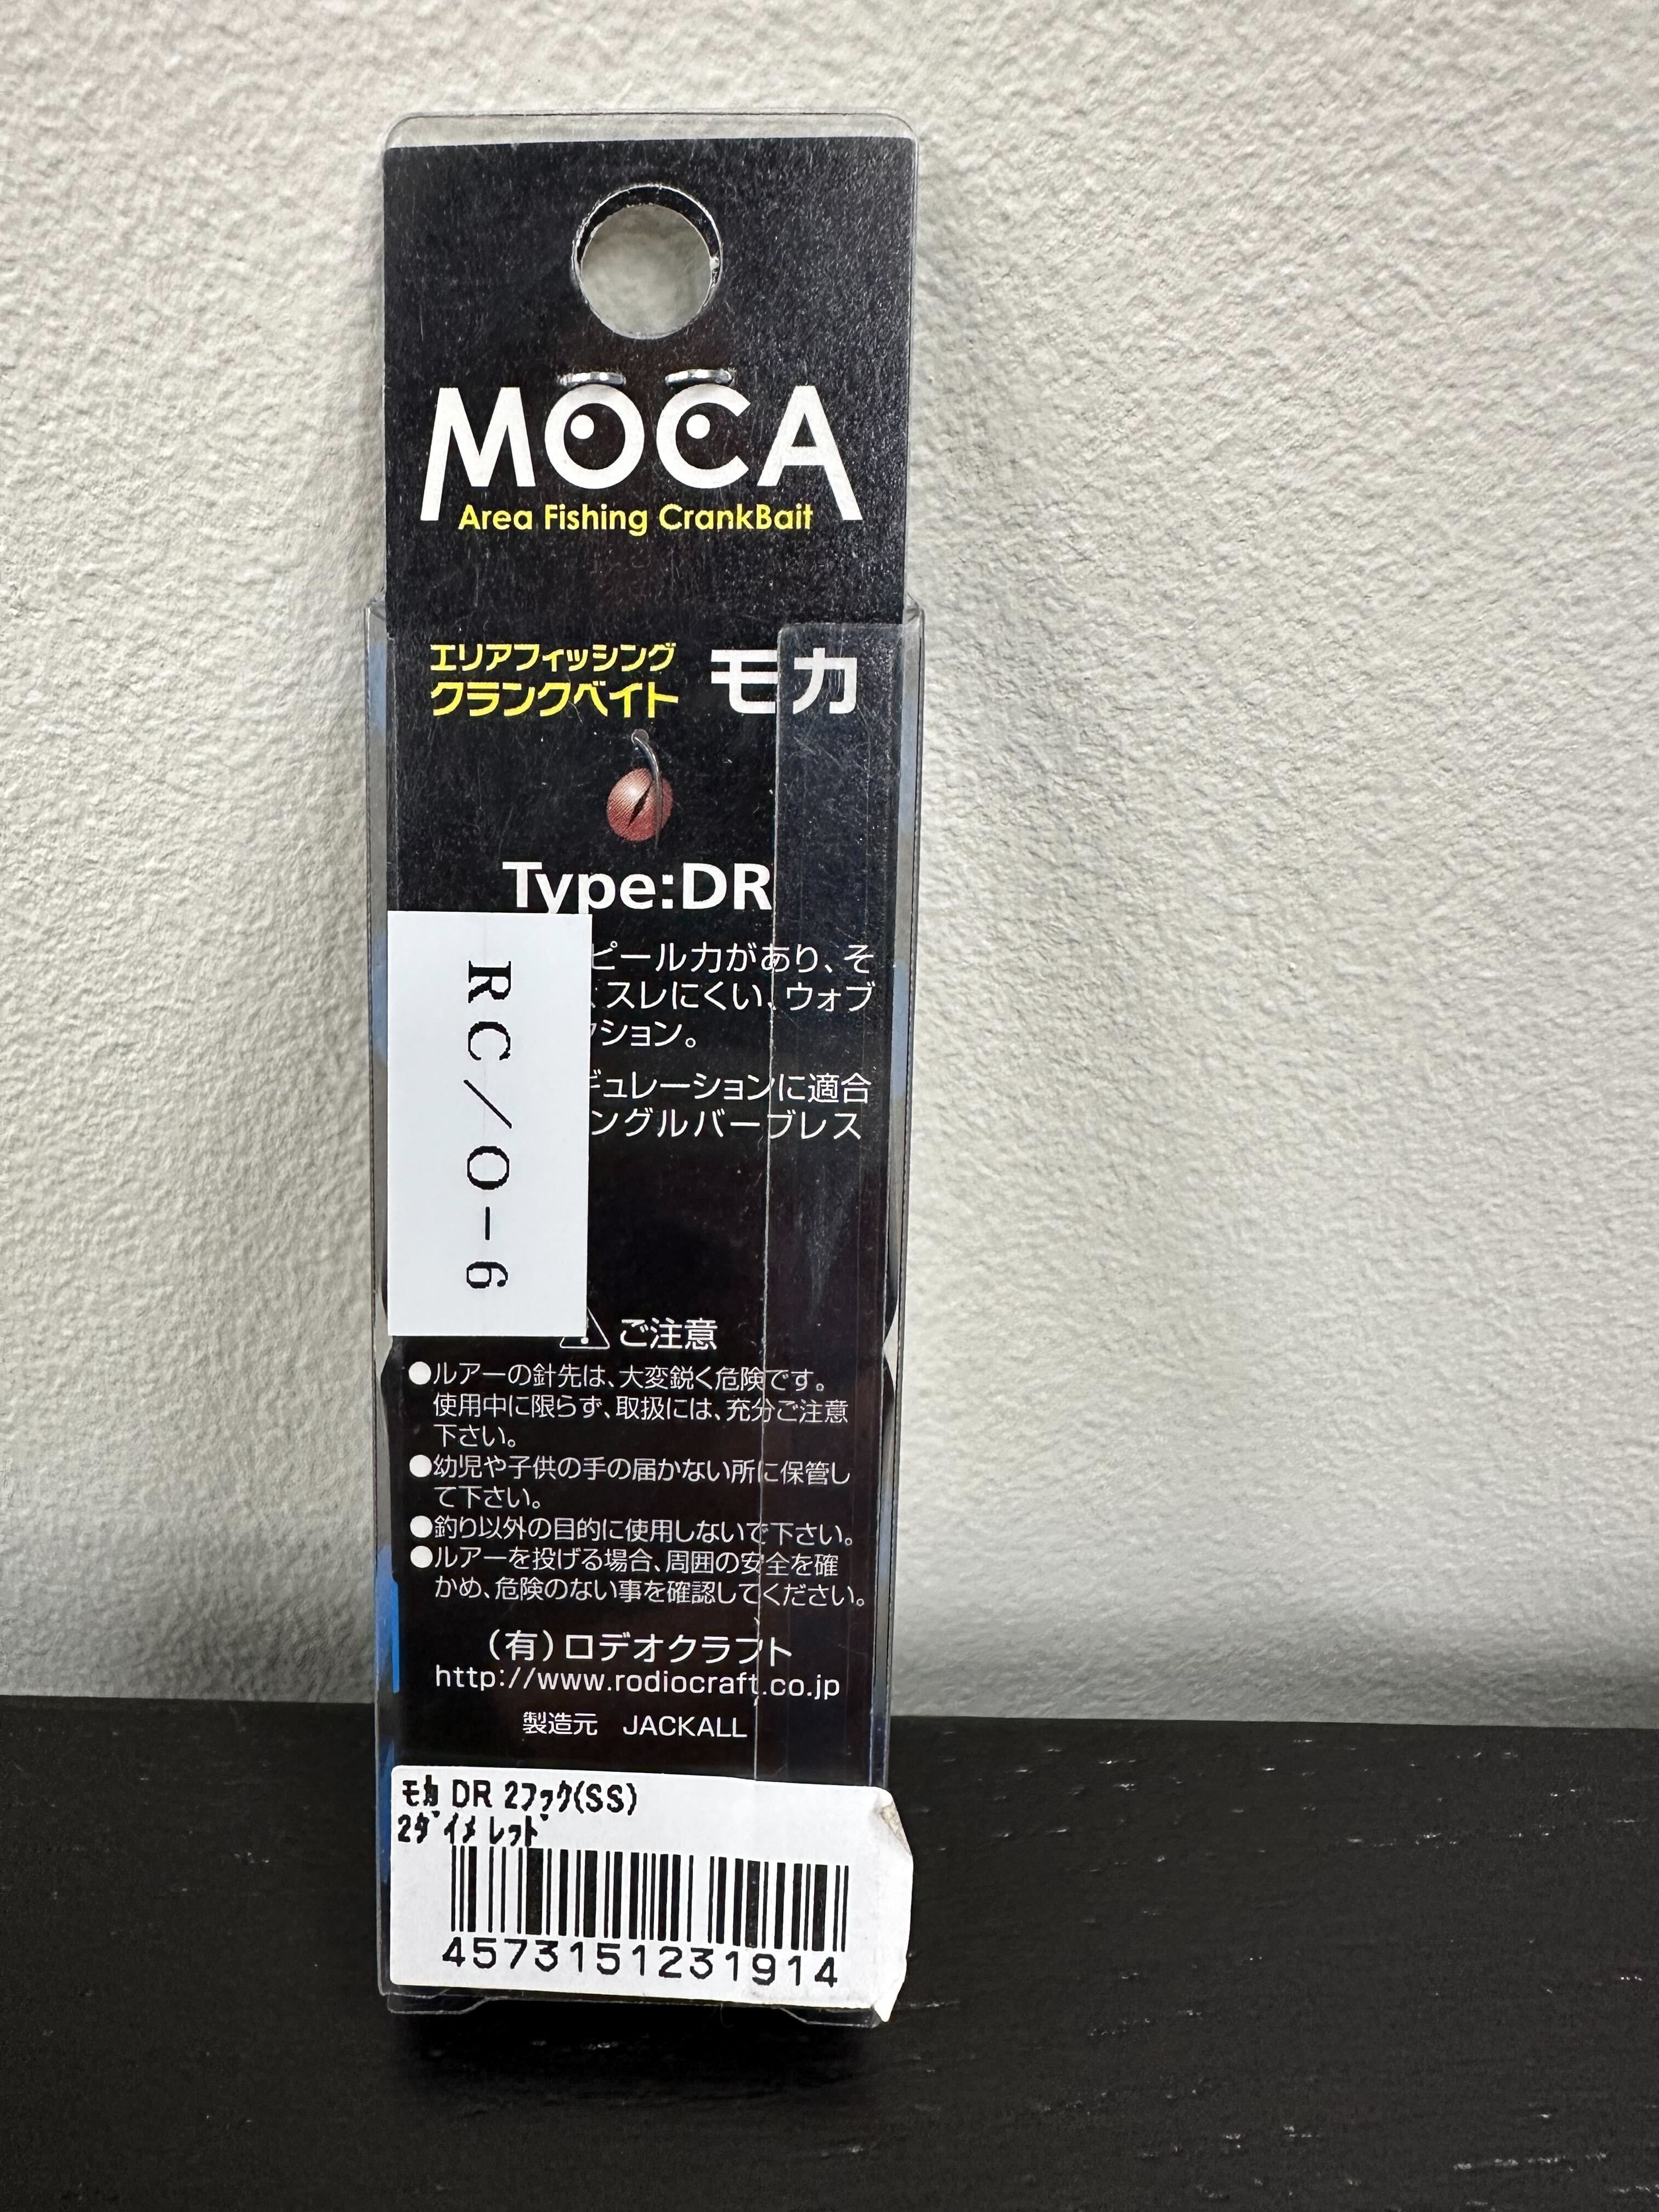 MOCA
Area Fishing CrankBait
エリアフィッシング
クランクベイト
モカ
Type:DR
ピール力があり、そ
スレにくい、ウォブ
ション。
ギュレーションに適合
ングルバーブレス
RC/O-6
ご注意
●ルアーの針先は、大変鋭く危険です。
使用中に限らず、取扱には、充分ご注意
下さい。
●幼児や子供の手の届かない所に保管し
て下さい。
●釣り以外の目的に使用しないで下さい。
●ルアーを投げる場合、周囲の安全を確
かめ、危険のない事を確認してください。
(有)ロデオクラフト
http://www.rodiocraft.co.jp
製造元 JACKALL
モカ DR 2フック(SS)
2ダイメ レッド
4573151231914